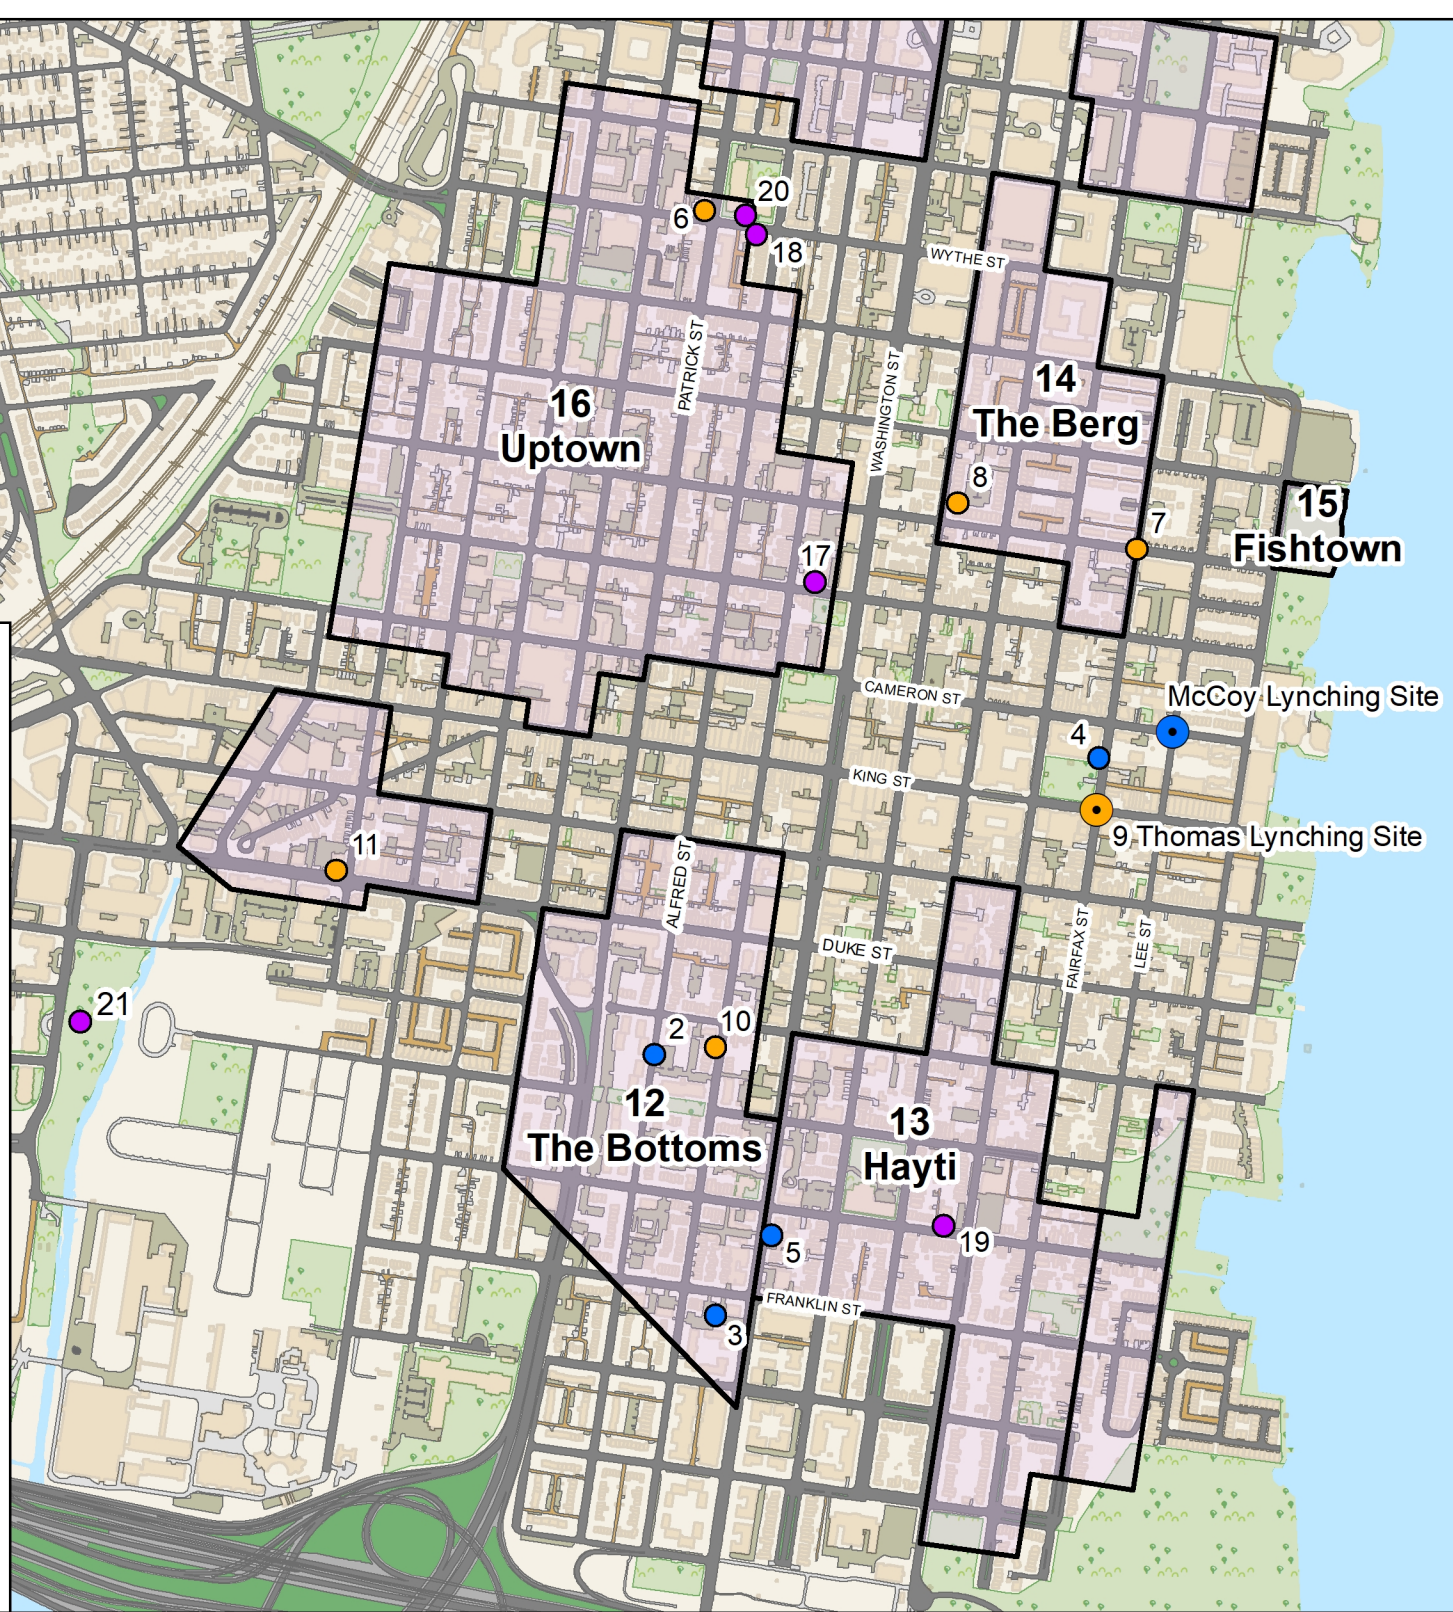 20
6
18
WYTHE ST
PATRICK ST
WASHINGTON ST
14
The Berg
16
Uptown
8
15
Fishtown
7
17
CAMERON ST
McCoy Lynching Site
4
KING ST
9 Thomas Lynching Site
11
ALFRED ST
DUKE ST
FAIRFAX ST
LEE ST
21
2
10
12
The Bottoms
13
Hayti
19
5
FRANKLIN ST
3